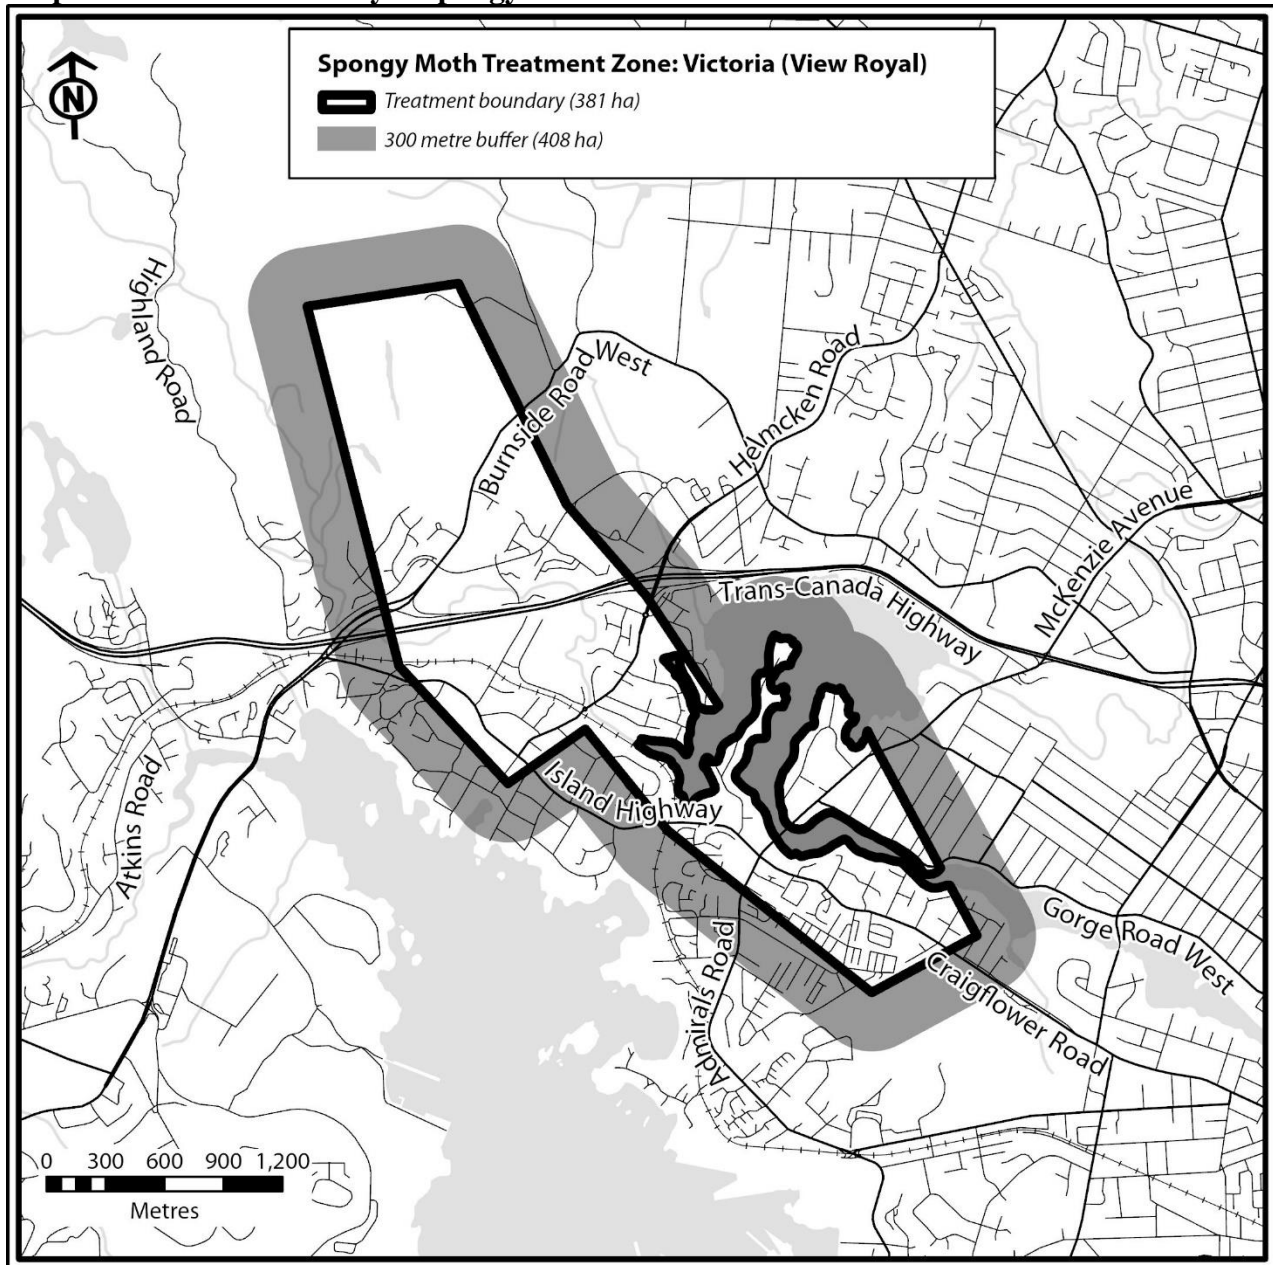 Spongy Moth Treatment Zone: Victoria (View Royal)
Treatment boundary (381 ha)
300 metre buffer (408 ha)
N
Highland Road
Burnside Road West
Helmcken Road
McKenzie Avenue
Trans-Canada Highway
Island Highway
Atkins Road
Admirals Road
Gorge Road West
Craigflower Road
0 300 600 900 1,200
Metres